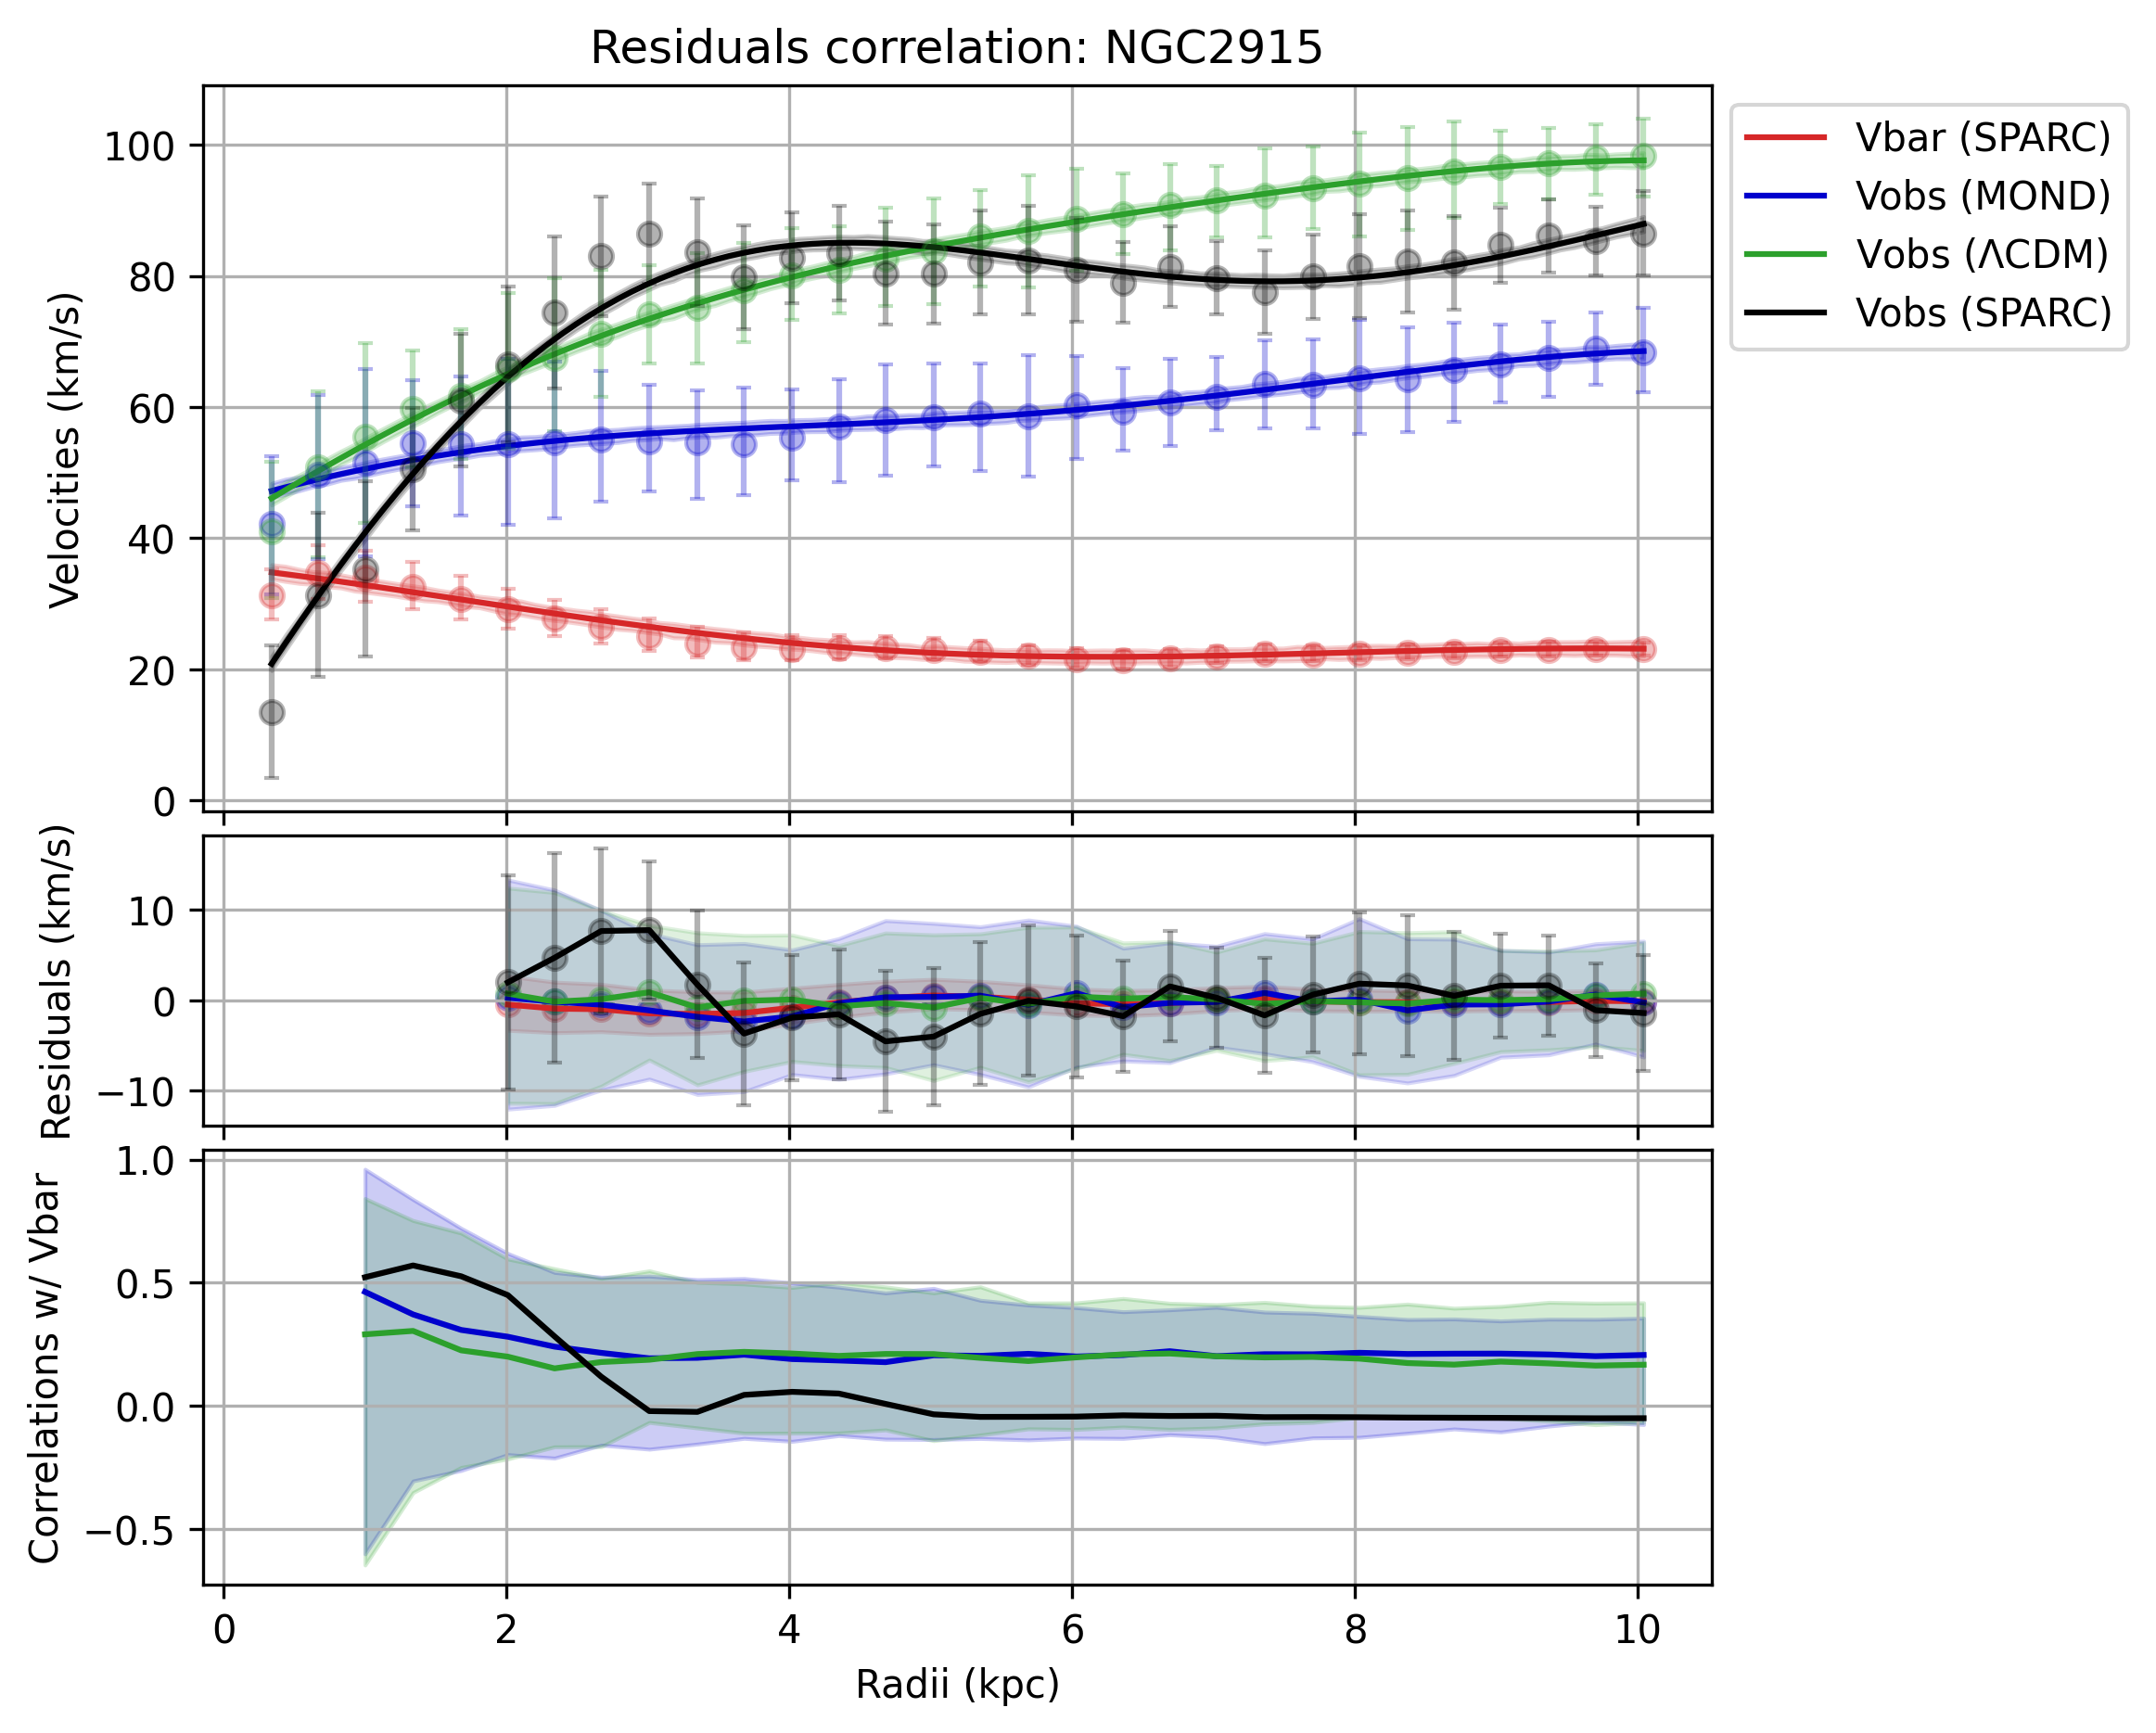 Residuals correlation: NGC2915
Velocities (km/s)
100
80
60
40
20
0
Vbar (SPARC)
Vobs (MOND)
Vobs (ΛCDM)
Vobs (SPARC)
Residuals (km/s)
10
0
−10
Correlations w/ Vbar
1.0
0.5
0.0
−0.5
0 2 4 6 8 10
Radii (kpc)